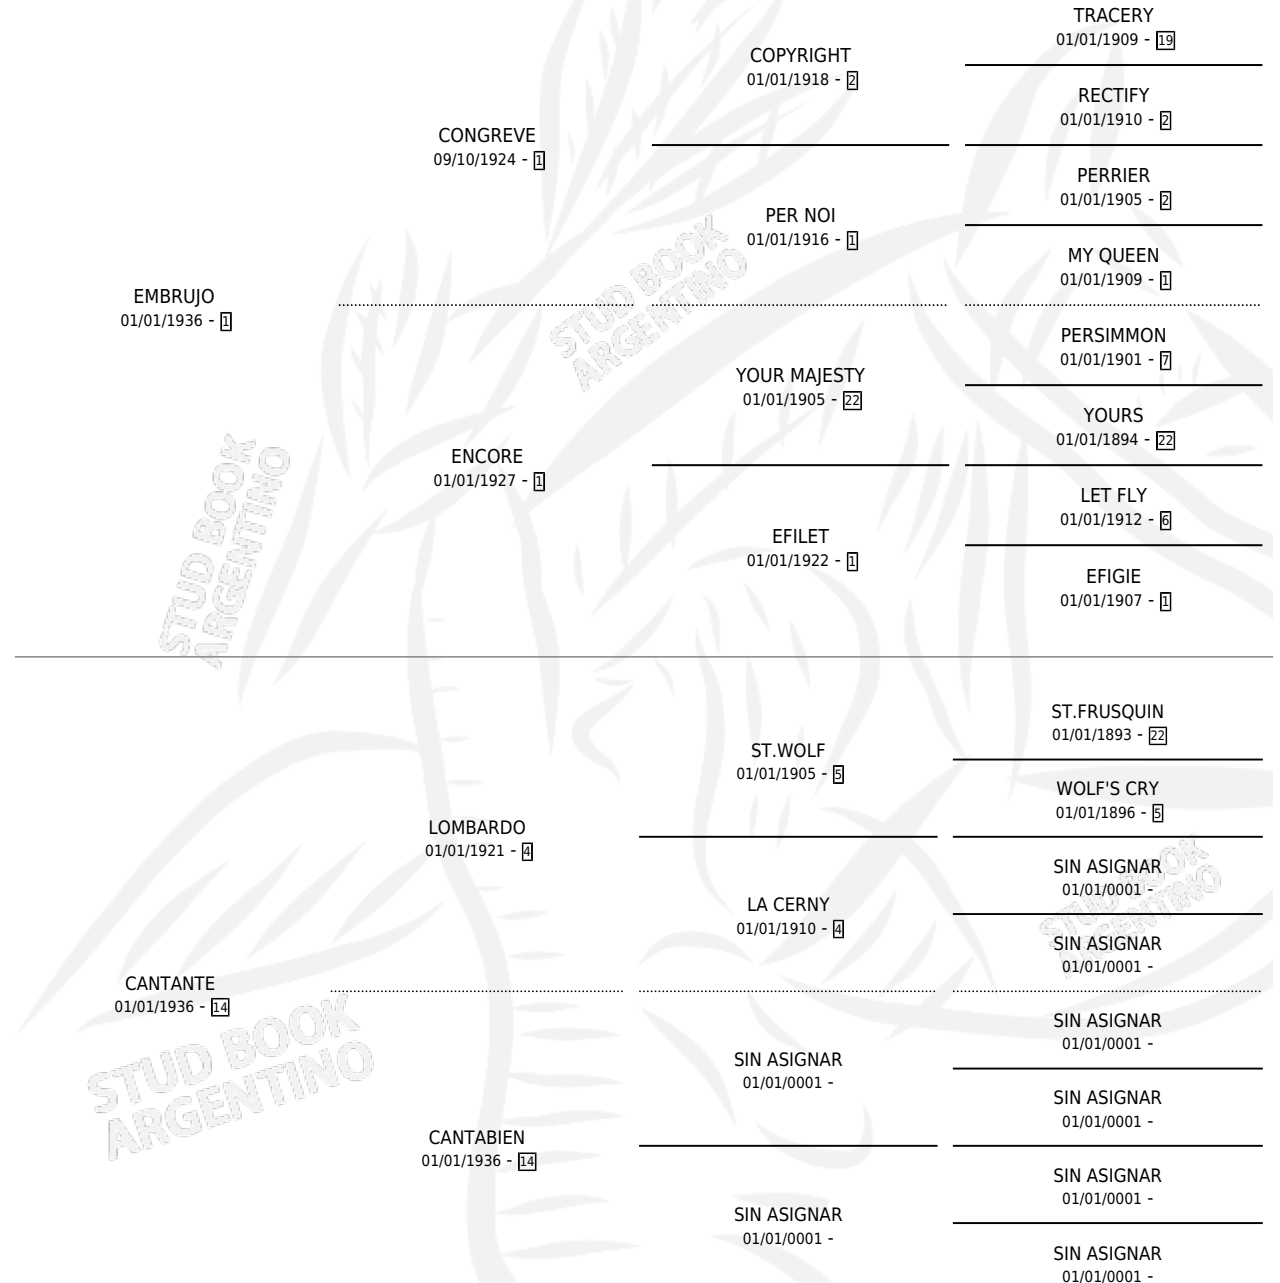 TRACERY
01/01/1909 - 19
COPYRIGHT
01/01/1918 - 2
RECTIFY
01/01/1910 - 2
CONGREVE
09/10/1924 - 1
PERRIER
01/01/1905 - 2
PER NOI
01/01/1916 - 1
MY QUEEN
01/01/1909 - 1
EMBRUJO
01/01/1936 - 1
PERSIMMON
01/01/1901 - 7
YOUR MAJESTY
01/01/1905 - 22
YOURS
01/01/1894 - 22
ENCORE
01/01/1927 - 1
LET FLY
01/01/1912 - 6
EFILET
01/01/1922 - 1
EFIGIE
01/01/1907 - 1
STUD BOOK
ARGENTINO
STUD BOOK
ARGENTINO
ST.FRUSQUIN
01/01/1893 - 22
ST.WOLF
01/01/1905 - 5
WOLF'S CRY
01/01/1896 - 5
LOMBARDO
01/01/1921 - 4
SIN ASIGNAR
01/01/0001 -
LA CERNY
01/01/1910 - 4
SIN ASIGNAR
01/01/0001 -
CANTANTE
01/01/1936 - 14
SIN ASIGNAR
01/01/0001 -
SIN ASIGNAR
01/01/0001 -
SIN ASIGNAR
01/01/0001 -
CANTABIEN
01/01/1936 - 14
SIN ASIGNAR
01/01/0001 -
SIN ASIGNAR
01/01/0001 -
SIN ASIGNAR
01/01/0001 -
STUD BOOK
ARGENTINO
STUD BOOK
ARGENTINO